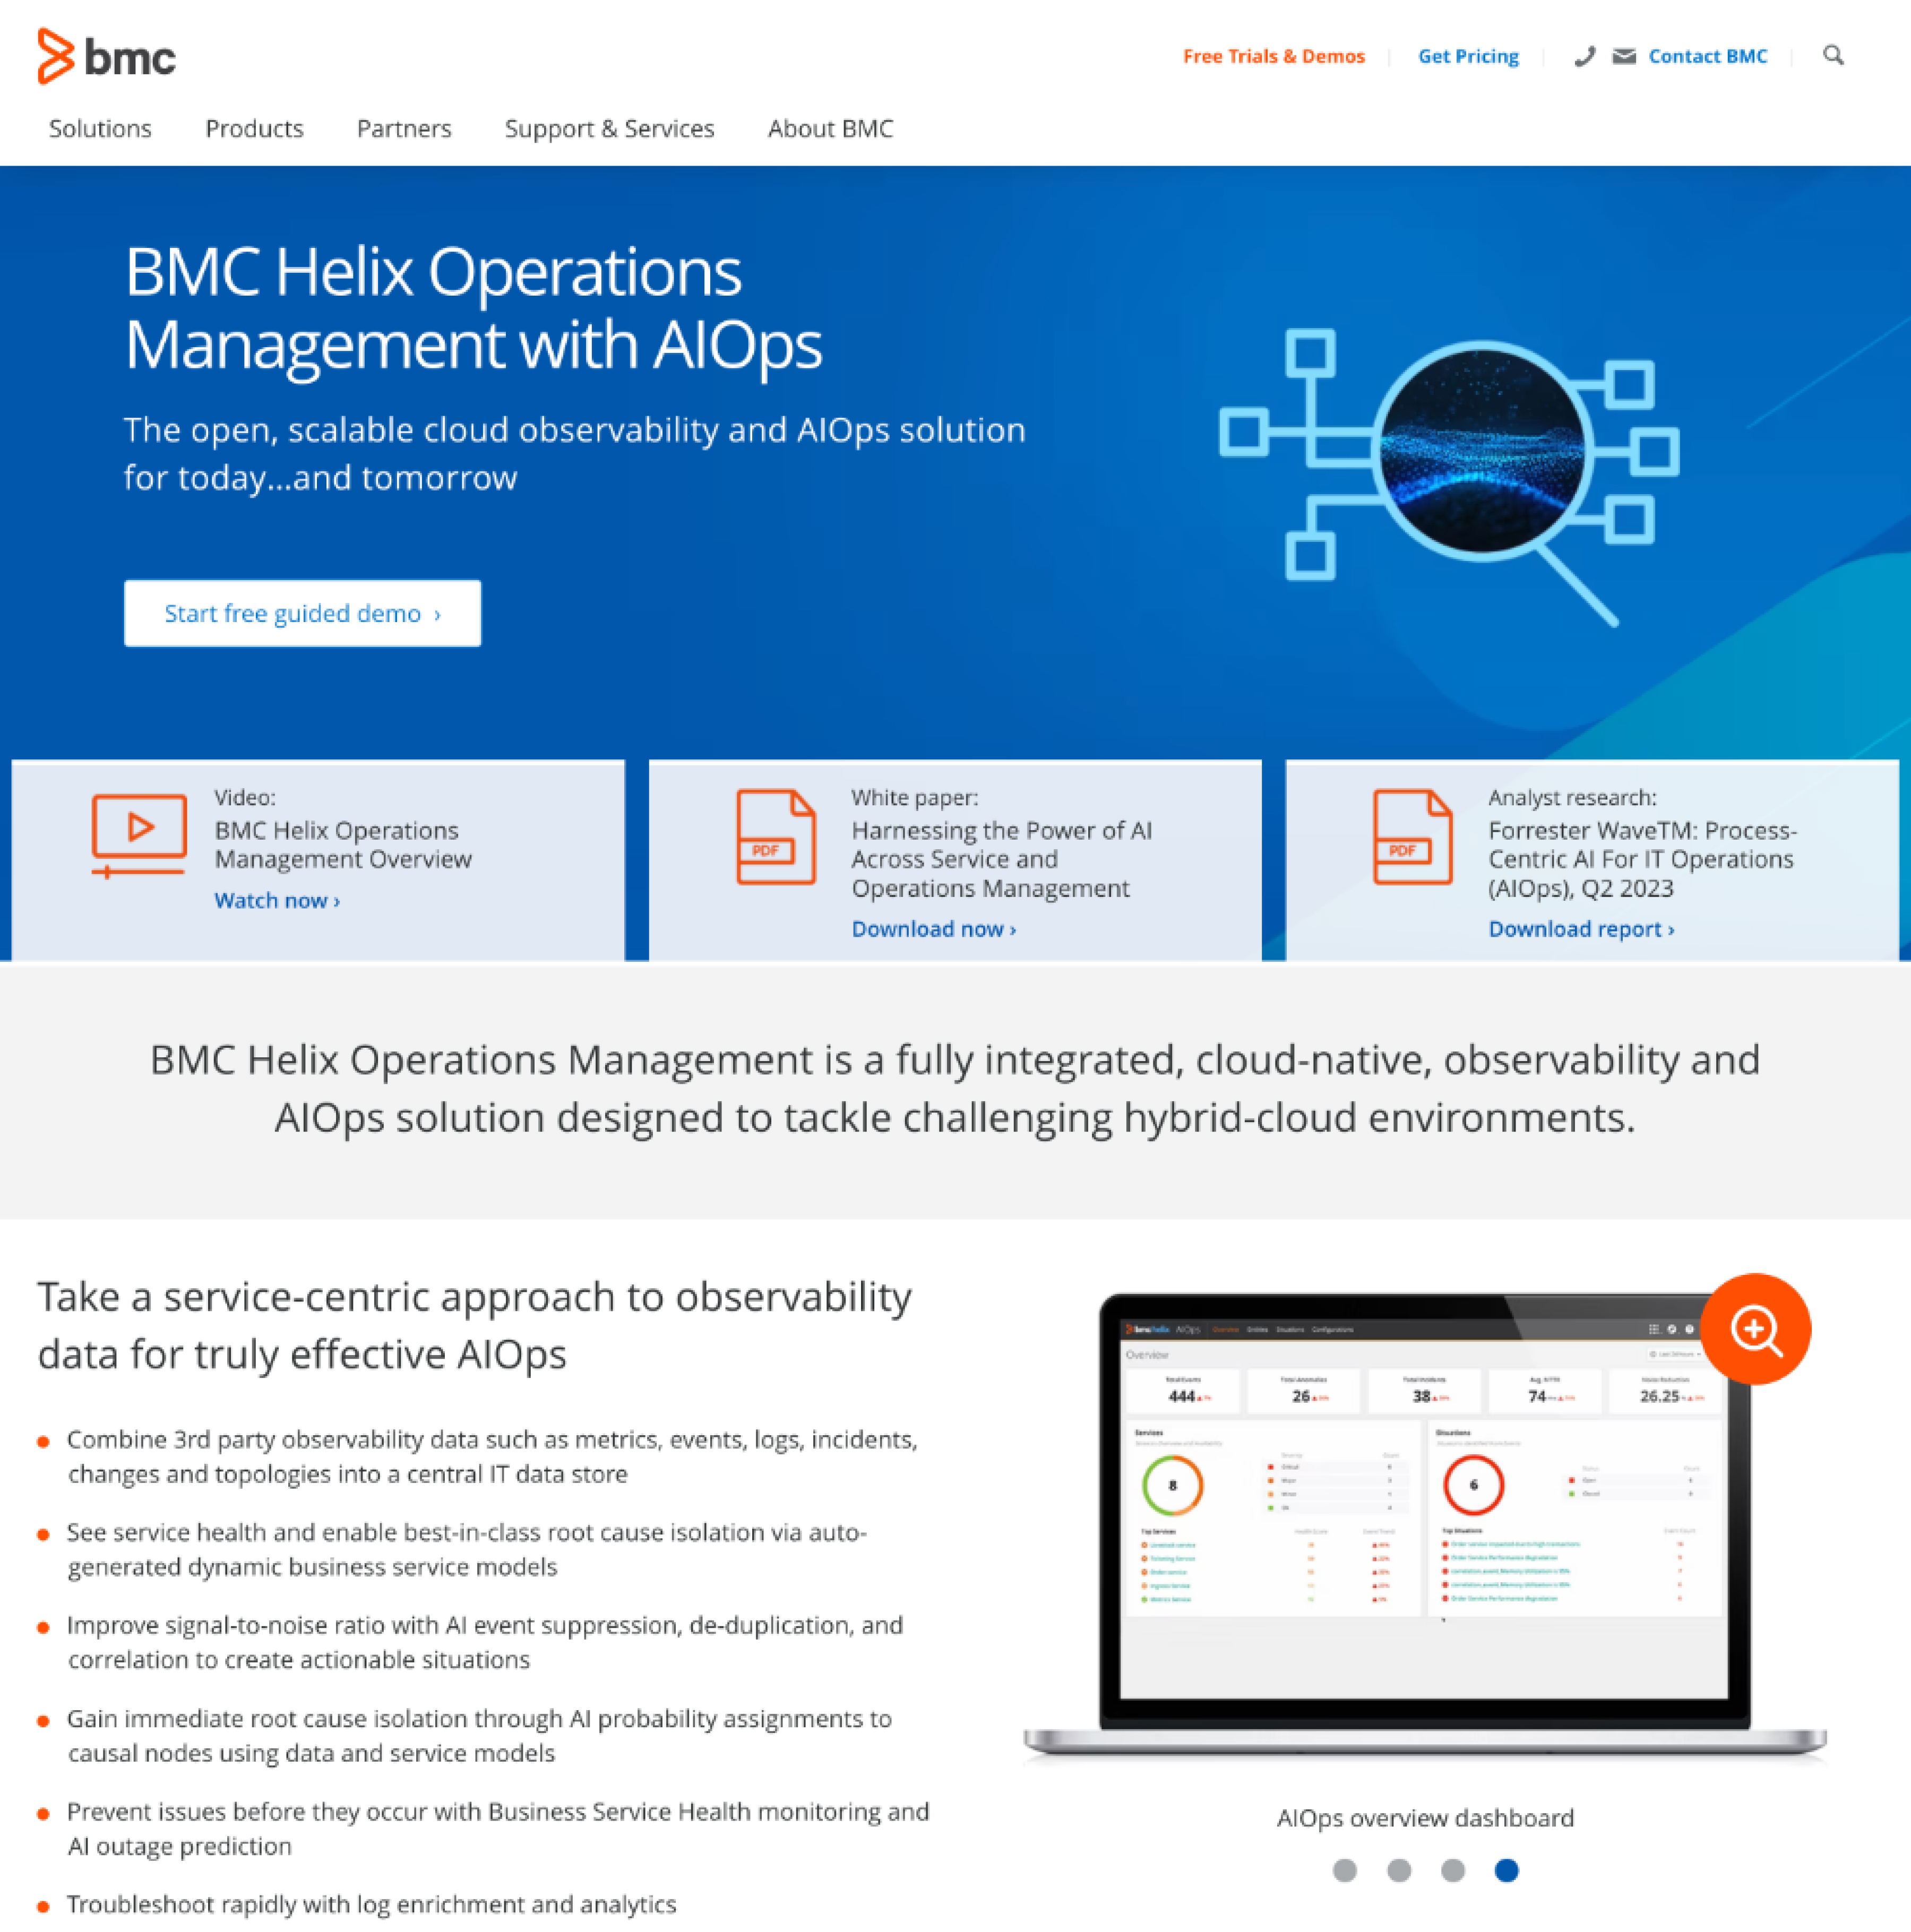 bmc
Free Trials & Demos
Get Pricing
Contact BMC
Solutions
Products
Partners
Support & Services
About BMC
BMC Helix Operations
Management with AIOps
The open, scalable cloud observability and AIOps solution
for today...and tomorrow
Start free guided demo ›
Video:
BMC Helix Operations
Management Overview
Watch now ›
PDF
White paper:
Harnessing the Power of AI
Across Service and
Operations Management
Download now ›
PDF
Analyst research:
Forrester WaveTM: Process-
Centric AI For IT Operations
(AIOps), Q2 2023
Download report ›
BMC Helix Operations Management is a fully integrated, cloud-native, observability and
AIOps solution designed to tackle challenging hybrid-cloud environments.
Take a service-centric approach to observability
data for truly effective AIOps
Combine 3rd party observability data such as metrics, events, logs, incidents,
changes and topologies into a central IT data store
See service health and enable best-in-class root cause isolation via auto-
generated dynamic business service models
Improve signal-to-noise ratio with AI event suppression, de-duplication, and
correlation to create actionable situations
Gain immediate root cause isolation through AI probability assignments to
causal nodes using data and service models
Prevent issues before they occur with Business Service Health monitoring and
AI outage prediction
Troubleshoot rapidly with log enrichment and analytics
AIOps
Overview
444
26
38
74
26.25
Services
Situations
8
6
Top Services
Top Situations
AIOps overview dashboard